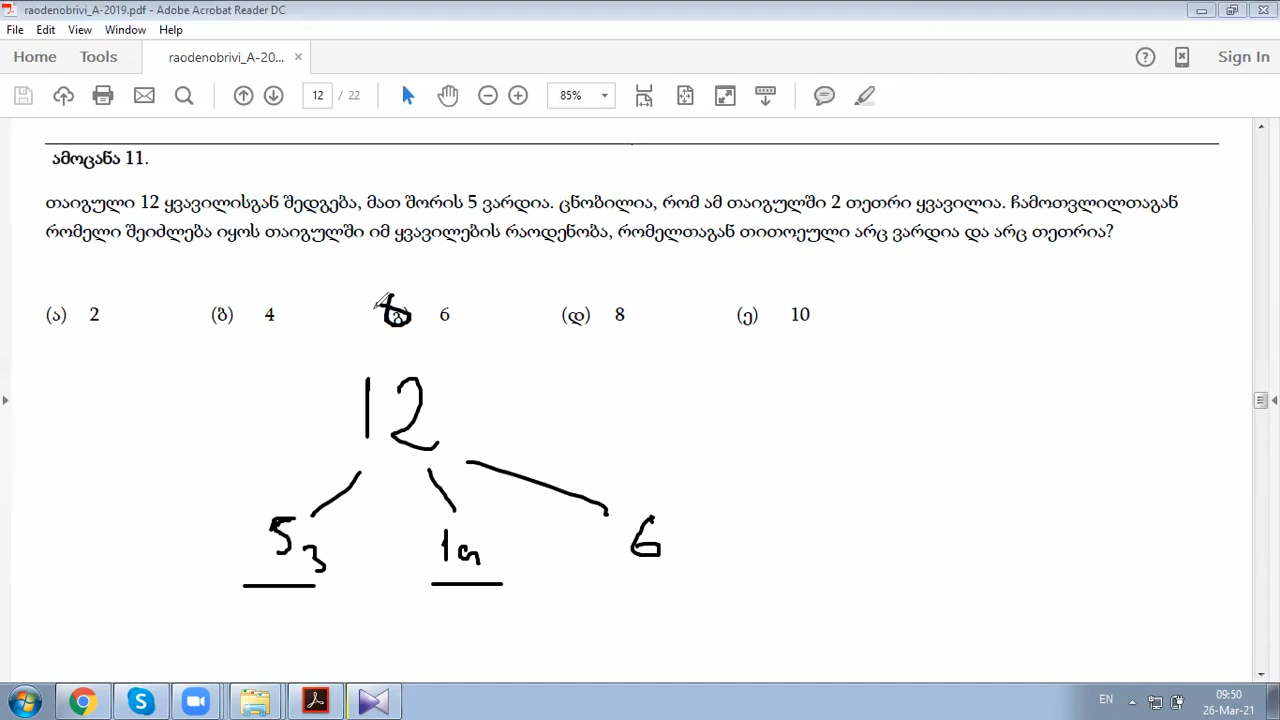 raodenobrivi_A-2019.pdf - Adobe Acrobat Reader DC
File Edit View Window Help
Home Tools raodenobrivi_A-20... × Sign In
12 / 22 85%
ამოცანა 11.
თაიგული 12 ყვავილისგან შედგება, მათ შორის 5 ვარდია. ცნობილია, რომ ამ თაიგულში 2 თეთრი ყვავილია. ჩამოთვლილთაგან
რომელი შეიძლება იყოს თაიგულში იმ ყვავილების რაოდენობა, რომელთაგან თითოეული არც ვარდია და არც თეთრია?
(ა) 2 (ბ) 4 (გ) 6 (დ) 8 (ე) 10
12
5ვ 1თ 6
EN 09:50
26-Mar-21